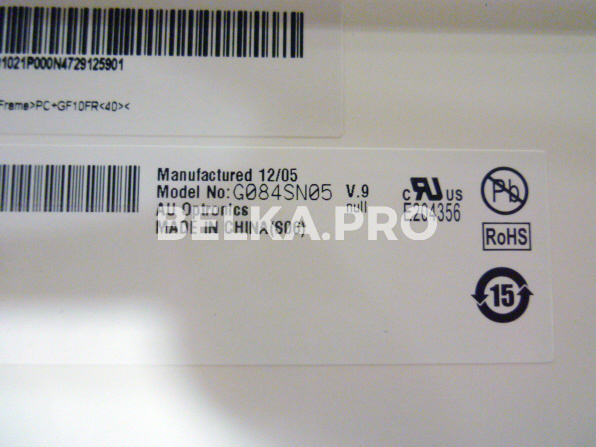 1021P000N4729125901
Frame>PC+GF10FR<40><
Manufactured 12/05
Model No: G084SN05 V.9
AU Optronics null
MADE IN CHINA(S06)
c RU US
E204356
Pb
RoHS
15
BELKA.PRO